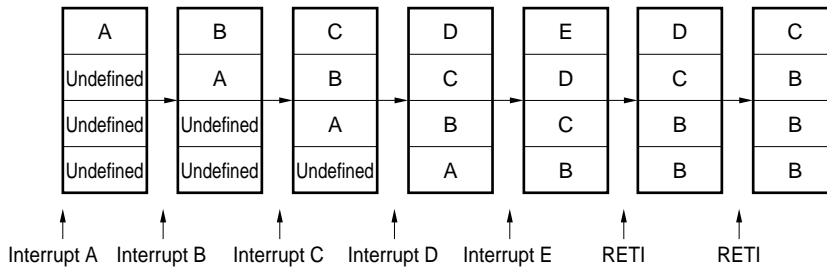 A B C D E D C
Undefined A B C D C B
Undefined Undefined A B C B B
Undefined Undefined Undefined A B B B
Interrupt A Interrupt B Interrupt C Interrupt D Interrupt E RETI RETI